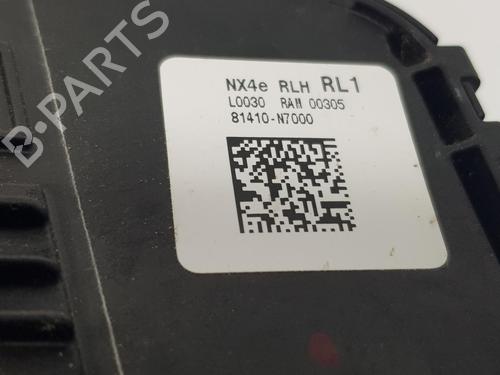 NX4e RLH RL1
L0030 RAM 00305
81410-N7000
B-PARTS